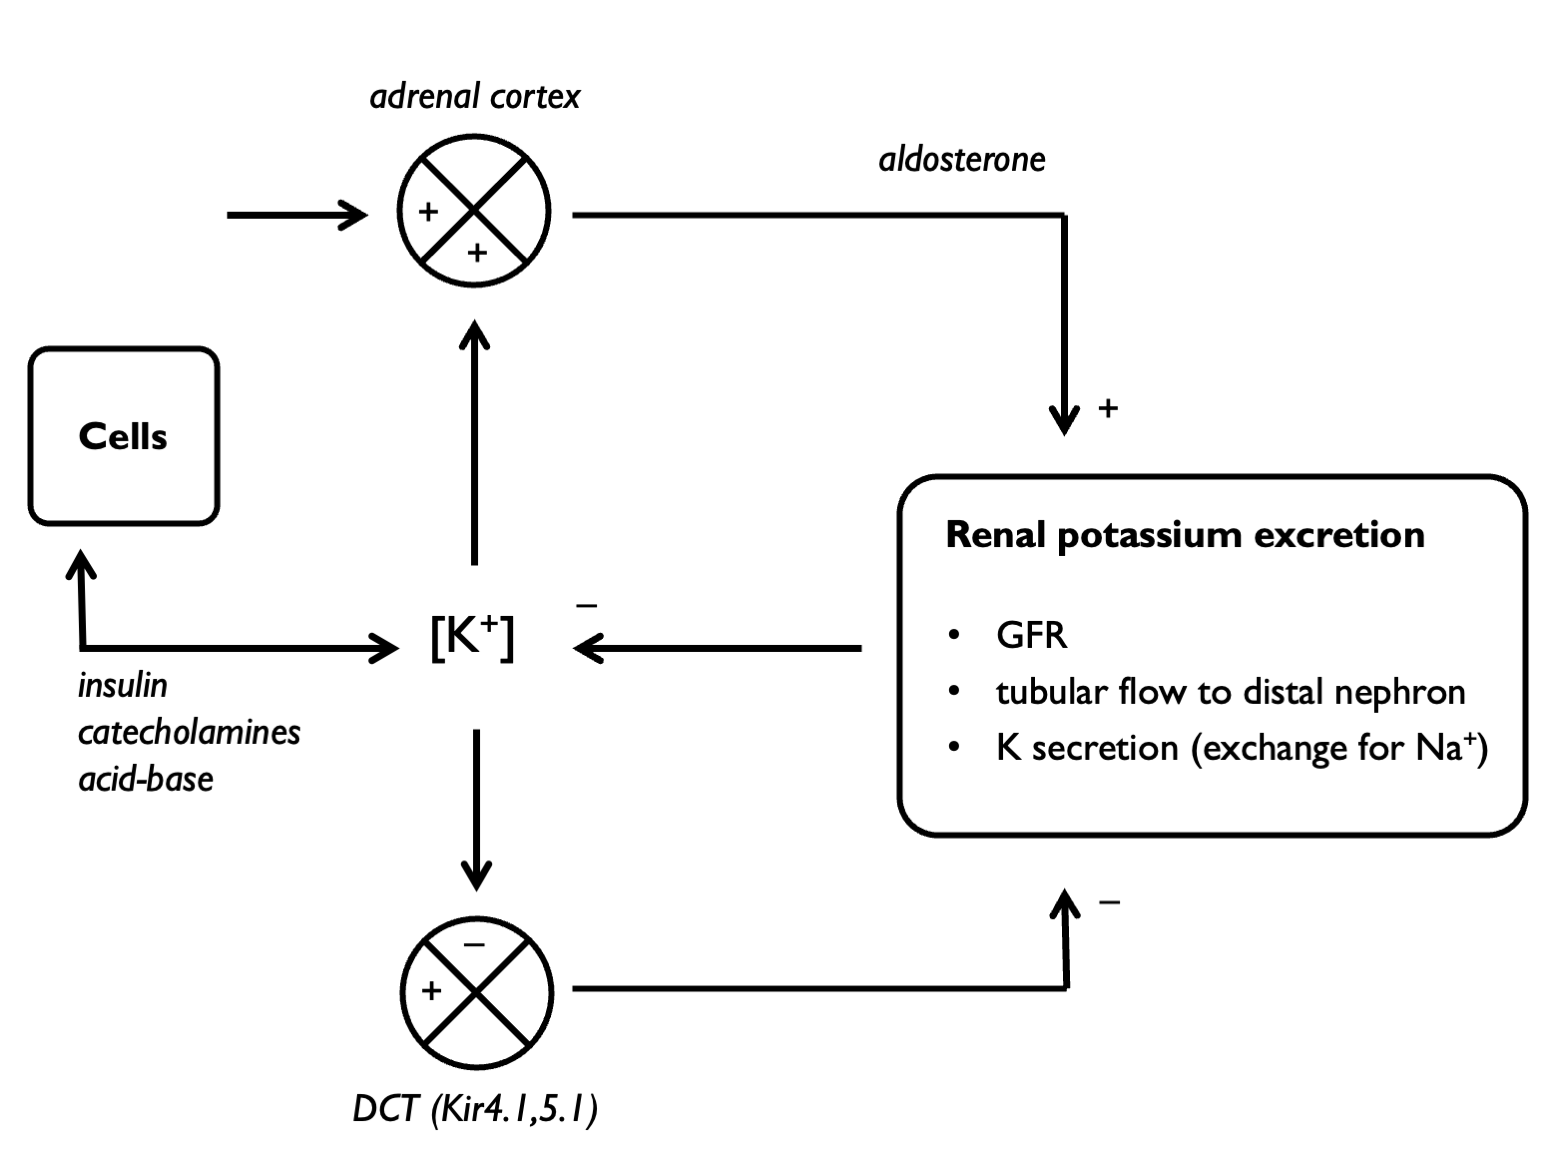 adrenal cortex
aldosterone
+
+
+
Cells
Renal potassium excretion
–
[K⁺]
• GFR
insulin
• tubular flow to distal nephron
catecholamines
• K secretion (exchange for Na⁺)
acid-base
–
–
+
DCT (Kir4.1,5.1)